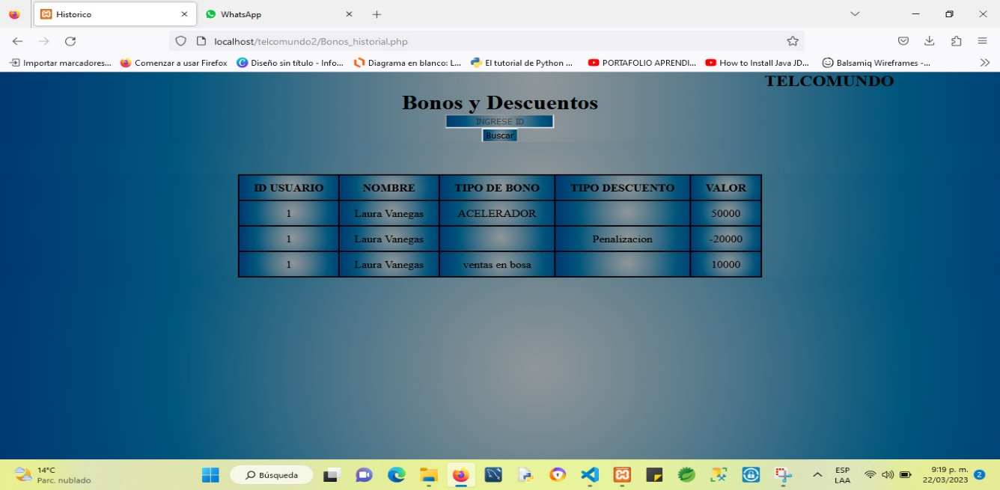 Historico
WhatsApp
localhost/telcomundo2/Bonos_historial.php
Importar marcadores... Comenzar a usar Firefox Diseño sin título - Info... Diagrama en blanco: L... El tutorial de Python ... PORTAFOLIO APRENDI... How to Install Java JD... Balsamiq Wireframes -...
TELCOMUNDO
Bonos y Descuentos
INGRESE ID
Buscar
ID USUARIO NOMBRE TIPO DE BONO TIPO DESCUENTO VALOR
1 Laura Vanegas ACELERADOR 50000
1 Laura Vanegas Penalizacion -20000
1 Laura Vanegas ventas en bosa 10000
14°C
Parc. nublado
Búsqueda
ESP
LAA
9:19 p. m.
22/03/2023
2